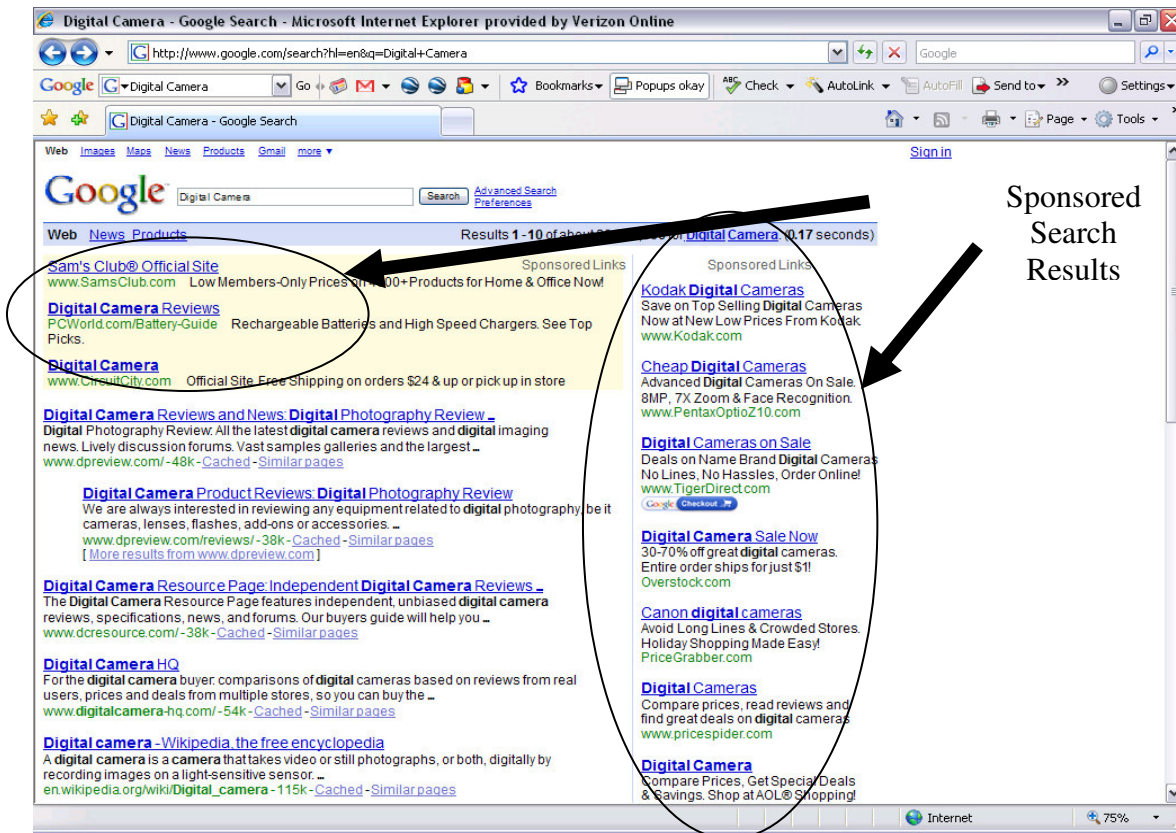 Digital Camera - Google Search - Microsoft Internet Explorer provided by Verizon Online
http://www.google.com/search?hl=en&q=Digital+Camera
Google
Google Digital Camera Go Bookmarks Popups okay Check AutoLink AutoFill Send to Settings
Digital Camera - Google Search
Page Tools
Web Images Maps News Products Gmail more
Sign in
Google
Digital Camera
Search
Advanced Search
Preferences
Web News Products
Results 1 - 10 of about Digital Camera. (0.17 seconds)
Sam's Club® Official Site
Sponsored Links
www.SamsClub.com Low Members-Only Prices on Products for Home & Office Now!
Digital Camera Reviews
PCWorld.com/Battery-Guide Rechargeable Batteries and High Speed Chargers. See Top
Picks.
Digital Camera
www.CircuitCity.com Official Site. Free Shipping on orders $24 & up or pick up in store
Digital Camera Reviews and News: Digital Photography Review ...
Digital Photography Review: All the latest digital camera reviews and digital imaging
news. Lively discussion forums. Vast samples galleries and the largest ...
www.dpreview.com/ - 48k - Cached - Similar pages
Digital Camera Product Reviews: Digital Photography Review
We are always interested in reviewing any equipment related to digital photography, be it
cameras, lenses, flashes, add-ons or accessories. ...
www.dpreview.com/reviews/ - 38k - Cached - Similar pages
[ More results from www.dpreview.com ]
Digital Camera Resource Page: Independent Digital Camera Reviews ...
The Digital Camera Resource Page features independent, unbiased digital camera
reviews, specifications, news, and forums. Our buyers guide will help you ...
www.dcresource.com/ - 38k - Cached - Similar pages
Digital Camera HQ
For the digital camera buyer: comparisons of digital cameras based on reviews from real
users, prices and deals from multiple stores, so you can buy the ...
www.digitalcamera-hq.com/ - 54k - Cached - Similar pages
Digital camera - Wikipedia, the free encyclopedia
A digital camera is a camera that takes video or still photographs, or both, digitally by
recording images on a light-sensitive sensor. ...
en.wikipedia.org/wiki/Digital_camera - 115k - Cached - Similar pages
Sponsored Links
Kodak Digital Cameras
Save on Top Selling Digital Cameras
Now at New Low Prices From Kodak.
www.Kodak.com
Cheap Digital Cameras
Advanced Digital Cameras On Sale.
8MP, 7X Zoom & Face Recognition.
www.PentaxOptioZ10.com
Digital Cameras on Sale
Deals on Name Brand Digital Cameras
No Lines, No Hassles, Order Online!
www.TigerDirect.com
Google Checkout
Digital Camera Sale Now
30-70% off great digital cameras.
Entire order ships for just $1!
Overstock.com
Canon digital cameras
Avoid Long Lines & Crowded Stores.
Holiday Shopping Made Easy!
PriceGrabber.com
Digital Cameras
Compare prices, read reviews and
find great deals on digital cameras
www.pricespider.com
Digital Camera
Compare Prices, Get Special Deals
& Savings. Shop at AOL® Shopping!
Sponsored
Search
Results
Internet
75%